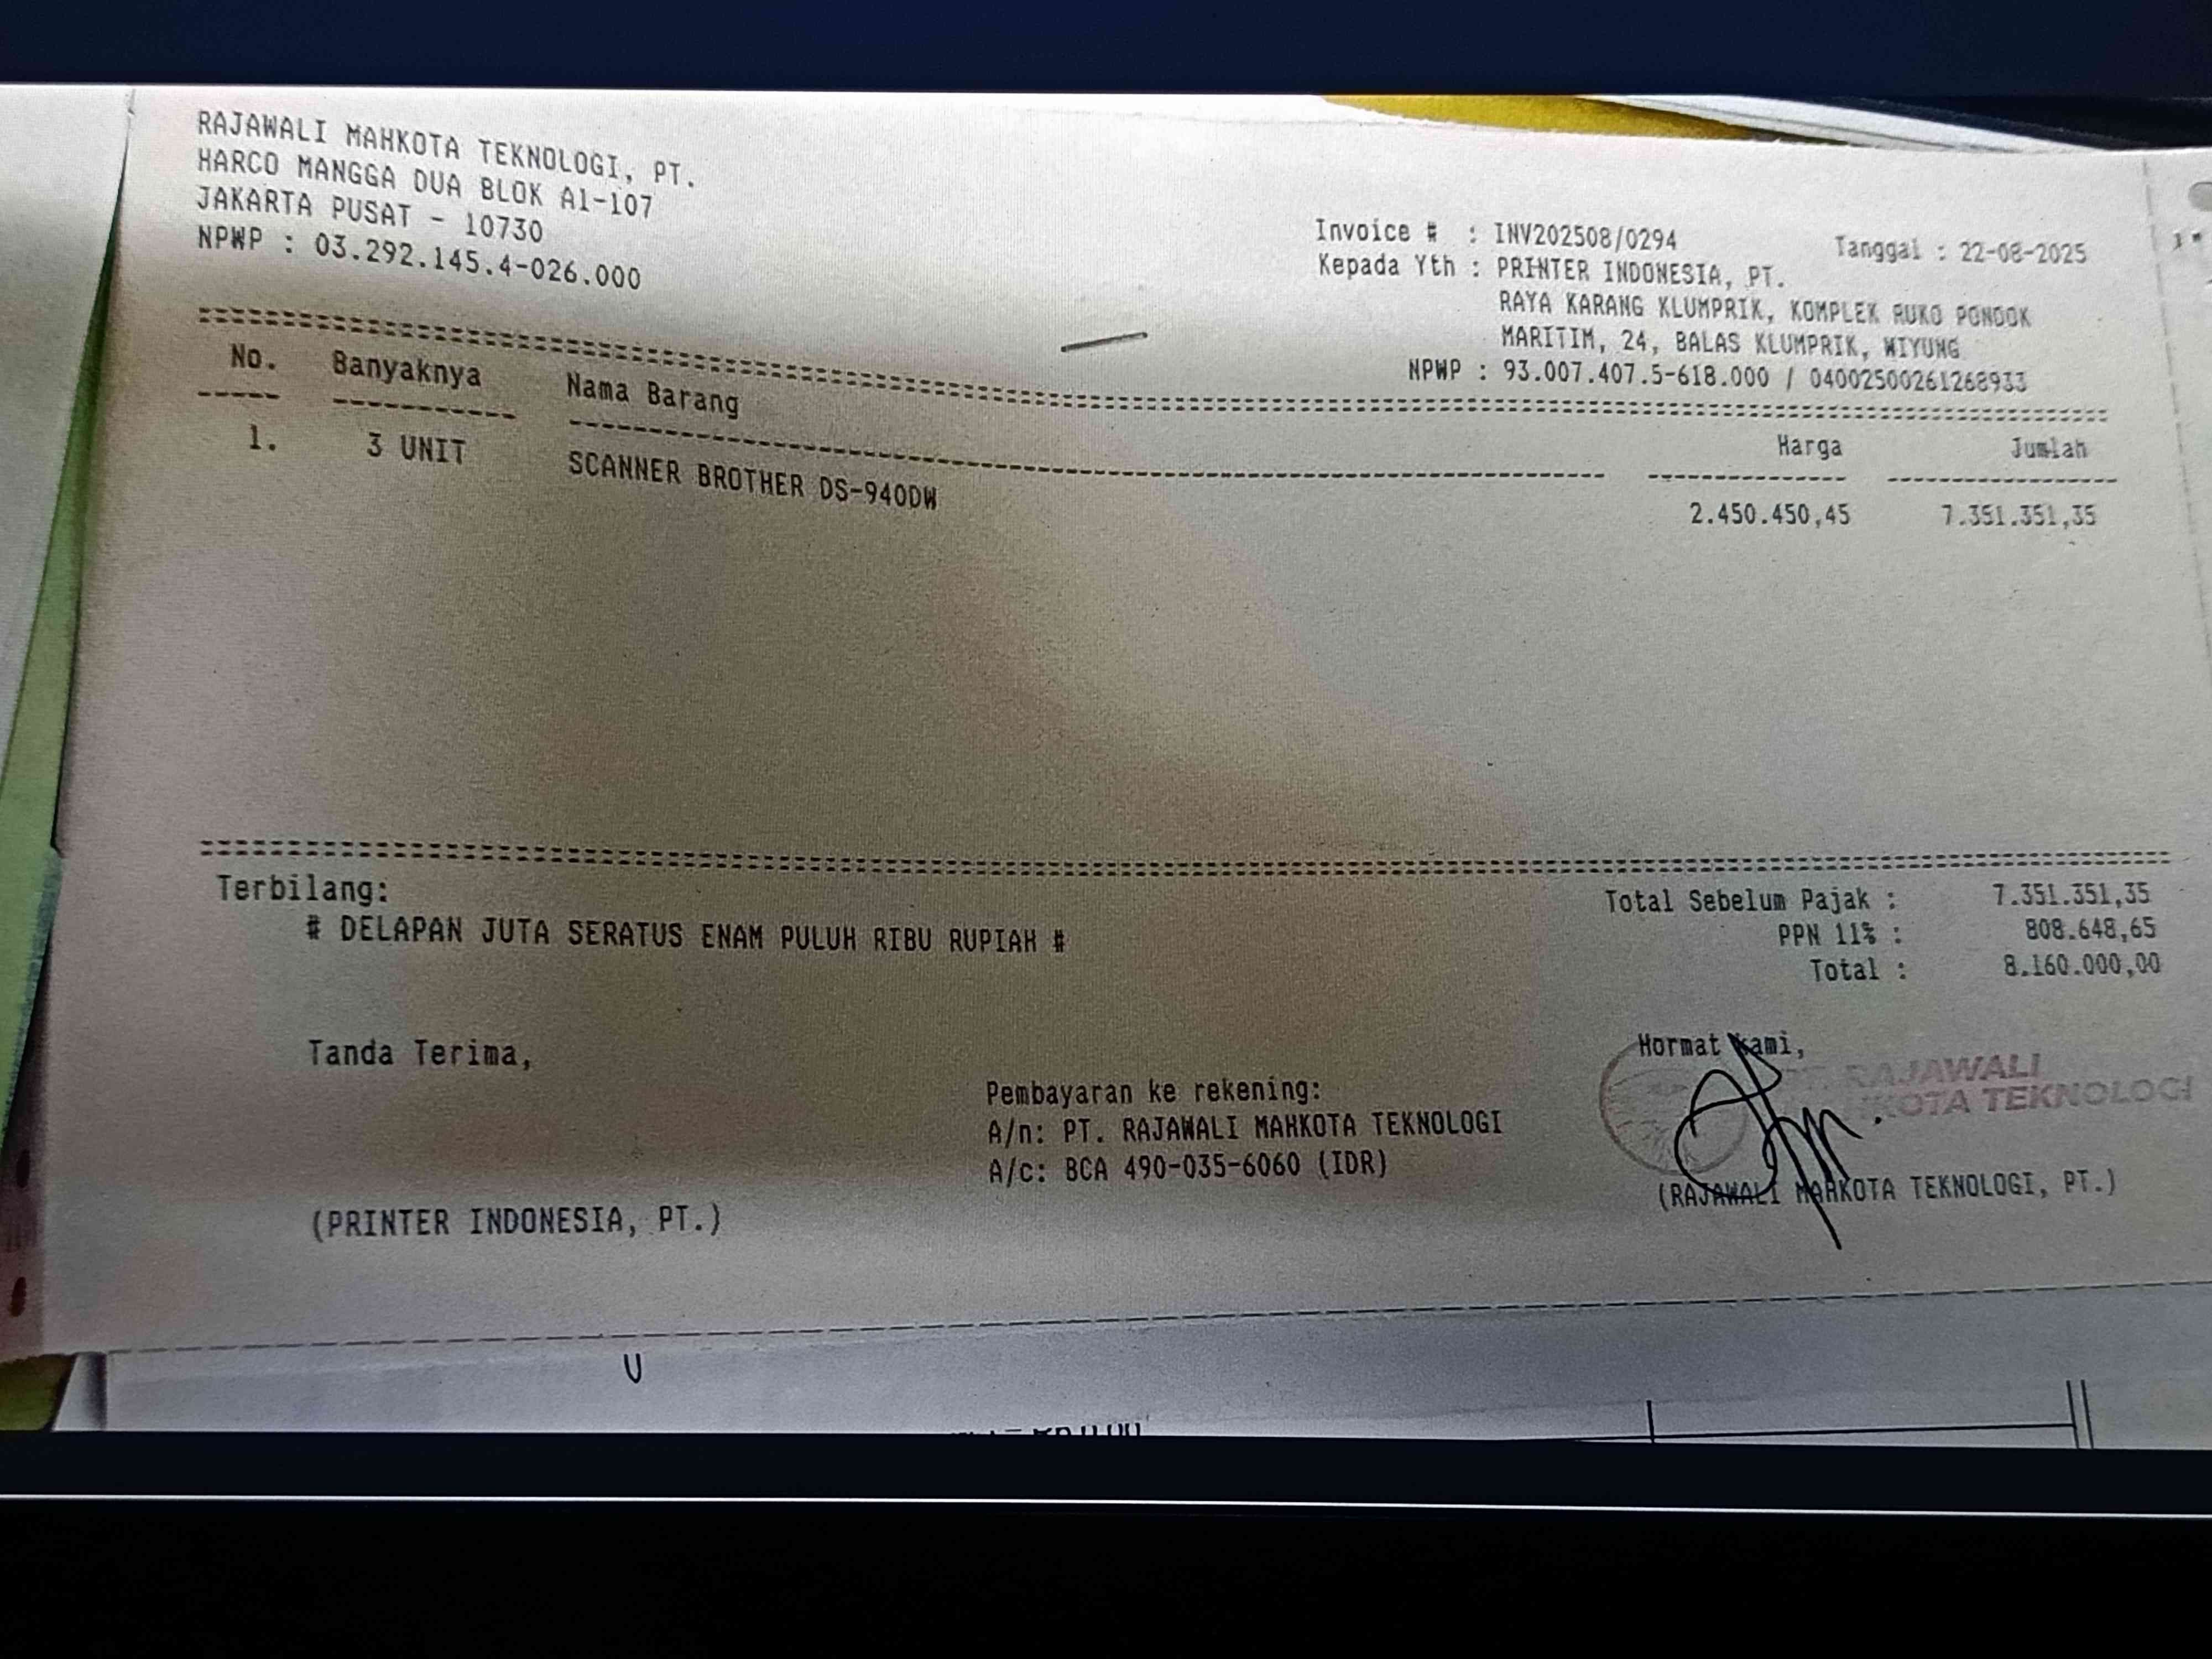 RAJAWALI MAHKOTA TEKNOLOGI, PT.
HARCO MANGGA DUA BLOK A1-107
JAKARTA PUSAT - 10730
NPWP : 03.292.145.4-026.000
Invoice # : INV202508/0294 Tanggal : 22-08-2025
Kepada Yth : PRINTER INDONESIA, PT.
RAYA KARANG KLUMPRIK, KOMPLEK RUKO PONDOK
MARITIM, 24, BALAS KLUMPRIK, WIYUNG
NPWP : 93.007.407.5-618.000 / 04002500261268933
No. Banyaknya Nama Barang Harga Jumlah
1. 3 UNIT SCANNER BROTHER DS-940DW 2.450.450,45 7.351.351,35
Terbilang:
# DELAPAN JUTA SERATUS ENAM PULUH RIBU RUPIAH #
Total Sebelum Pajak : 7.351.351,35
PPN 11% : 808.648,65
Total : 8.160.000,00
Tanda Terima,
(PRINTER INDONESIA, PT.)
Pembayaran ke rekening:
A/n: PT. RAJAWALI MAHKOTA TEKNOLOGI
A/c: BCA 490-035-6060 (IDR)
Hormat kami,
RAJAWALI
TEKNOLOGI
(RAJAWALI MAHKOTA TEKNOLOGI, PT.)